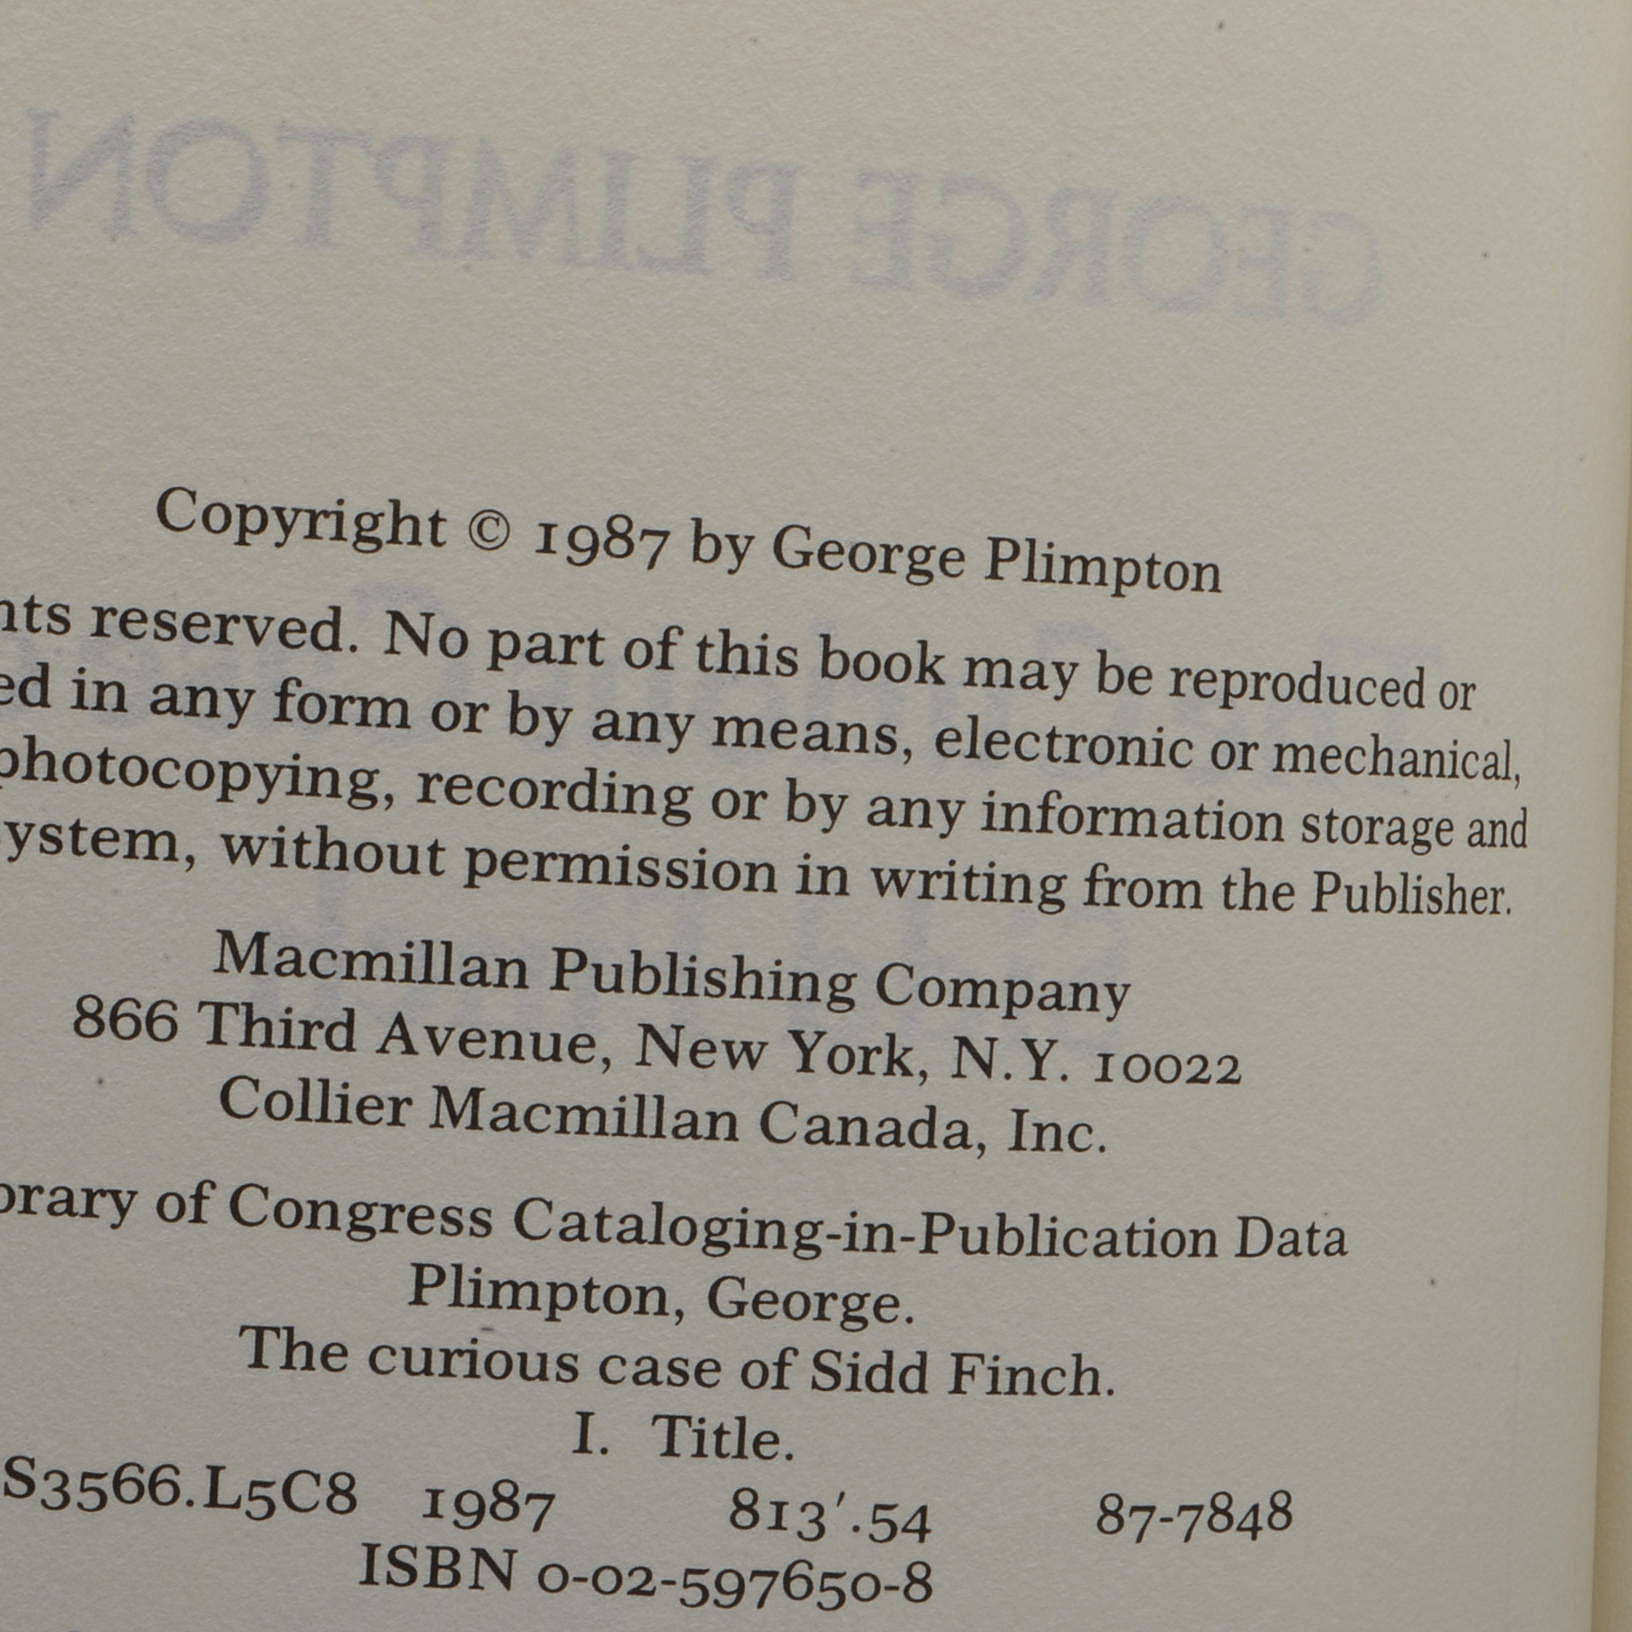 GEORGE PLIMPTON
Copyright © 1987 by George Plimpton
reserved. No part of this book may be reproduced or
in any form or by any means, electronic or mechanical,
photocopying, recording or by any information storage and
system, without permission in writing from the Publisher.
Macmillan Publishing Company
866 Third Avenue, New York, N.Y. 10022
Collier Macmillan Canada, Inc.
of Congress Cataloging-in-Publication Data
Plimpton, George.
The curious case of Sidd Finch.
I. Title.
S3566.L5C8 1987 813′.54 87-7848
ISBN 0-02-597650-8